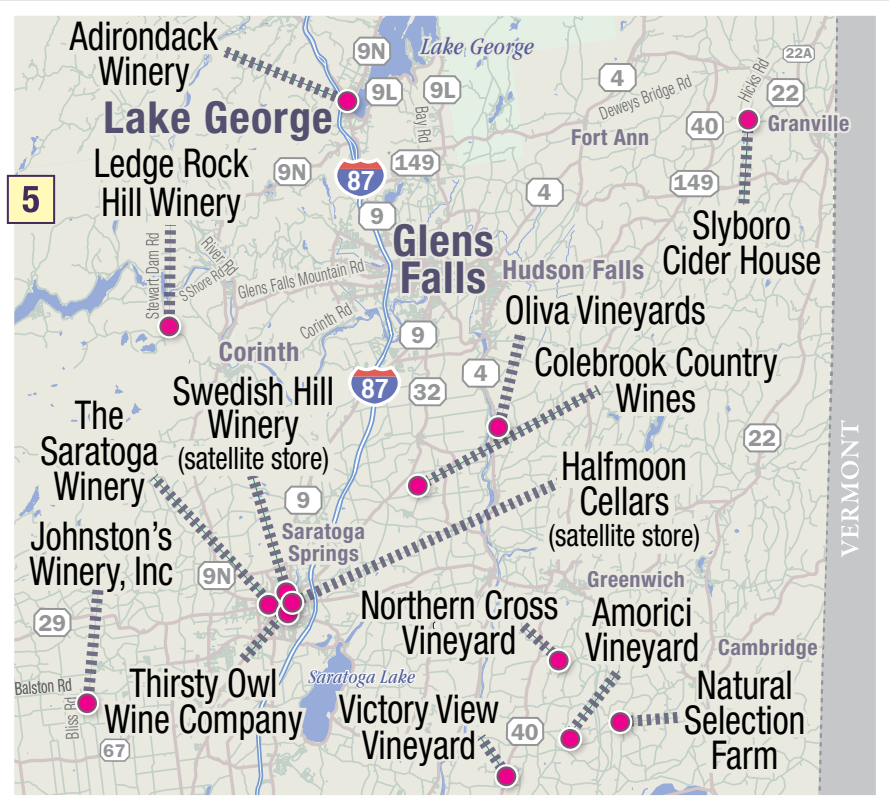 Adirondack
Winery
9N
Lake George
22A
4
Hicks Rd
9L
9L
Deweys Bridge Rd
22
Lake George
Bay Rd
40
Granville
Fort Ann
Ledge Rock
Hill Winery
9N
149
87
149
5
4
9
Slyboro
Cider House
Glens
Falls
Stewart Dam Rd
River Rd
S Shore Rd
Glens Falls Mountain Rd
Hudson Falls
Oliva Vineyards
Corinth Rd
9
Corinth
Colebrook Country
Wines
4
87
32
Swedish Hill
Winery
(satellite store)
The
Saratoga
Winery
22
VERMONT
Halfmoon
Cellars
(satellite store)
9
Saratoga
Springs
Johnston's
Winery, Inc
9N
Greenwich
Northern Cross
Vineyard
Amorici
Vineyard
29
Cambridge
Saratoga Lake
Balston Rd
Bliss Rd
Thirsty Owl
Wine Company
Natural
Selection
Farm
Victory View
Vineyard
40
67